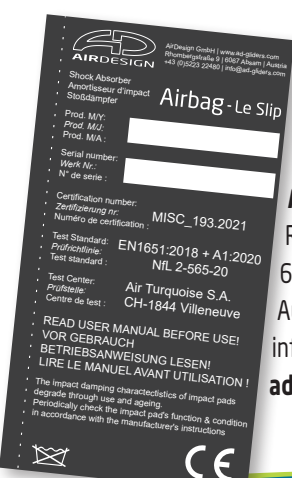 AIRDESIGN
AirDesign GmbH | www.ad-gliders.com
Rhombergstraße 9 | 6067 Absam | Austria
+43 (0)5223 22480 | info@ad-gliders.com
Shock Absorber
Amortisseur d'impact
Stoßdämpfer
Airbag - Le Slip
Prod. M/Y:
Prod. M/J:
Prod. M/A :
Serial number:
Werk Nr.:
N° de serie :
Certification number:
Zertifizierung nr:
Numéro de certification :
MISC_193.2021
Test Standard:
Prüfrichtlinie:
Test standard :
EN1651:2018 + A1:2020
NfL 2-565-20
Test Center:
Prüfstelle:
Centre de test :
Air Turquoise S.A.
CH-1844 Villeneuve
READ USER MANUAL BEFORE USE!
VOR GEBRAUCH
BETRIEBSANWEISUNG LESEN!
LIRE LE MANUEL AVANT UTILISATION !
The impact damping charactectistics of impact pads
degrade through use and ageing.
Periodically check the impact pad's function & condition
in accordance with the manufacturer's instructions
CE
6
ad